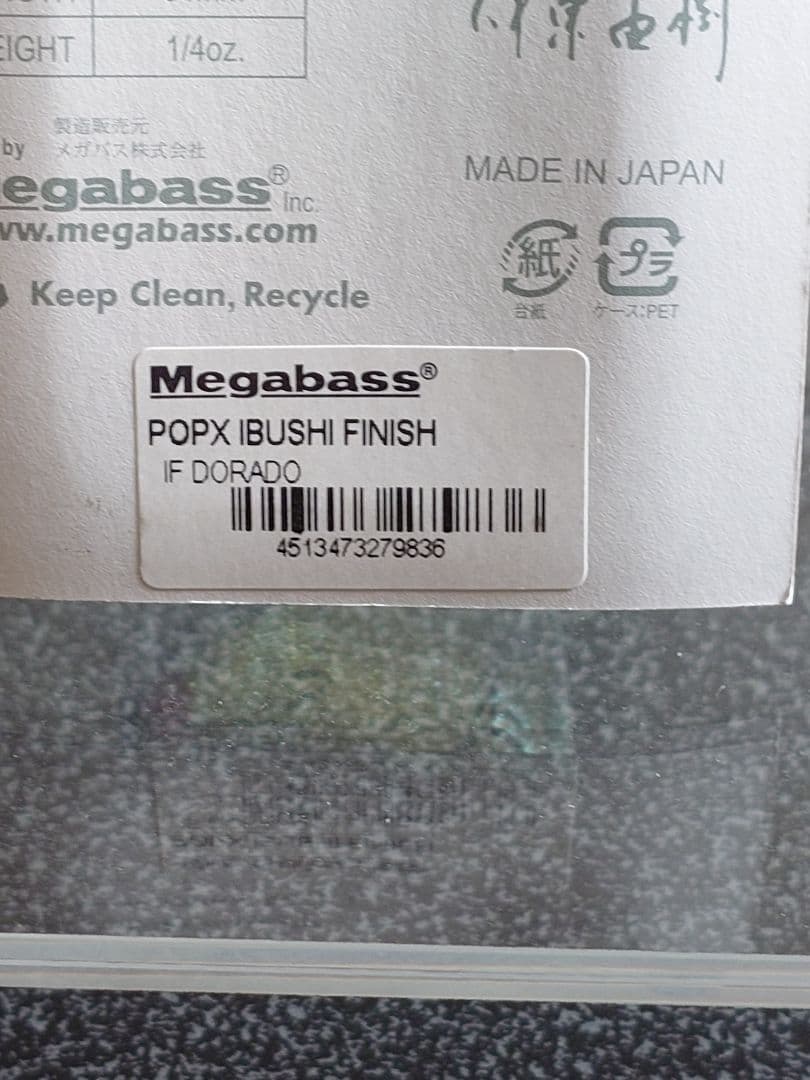 EIGHT 1/4oz.
製造販売元
by メガバス株式会社
egabass® Inc.
ww.megabass.com
Keep Clean, Recycle
MADE IN JAPAN
紙 プラ
台紙 ケース:PET
Megabass®
POPX IBUSHI FINISH
IF DORADO
4513473279836